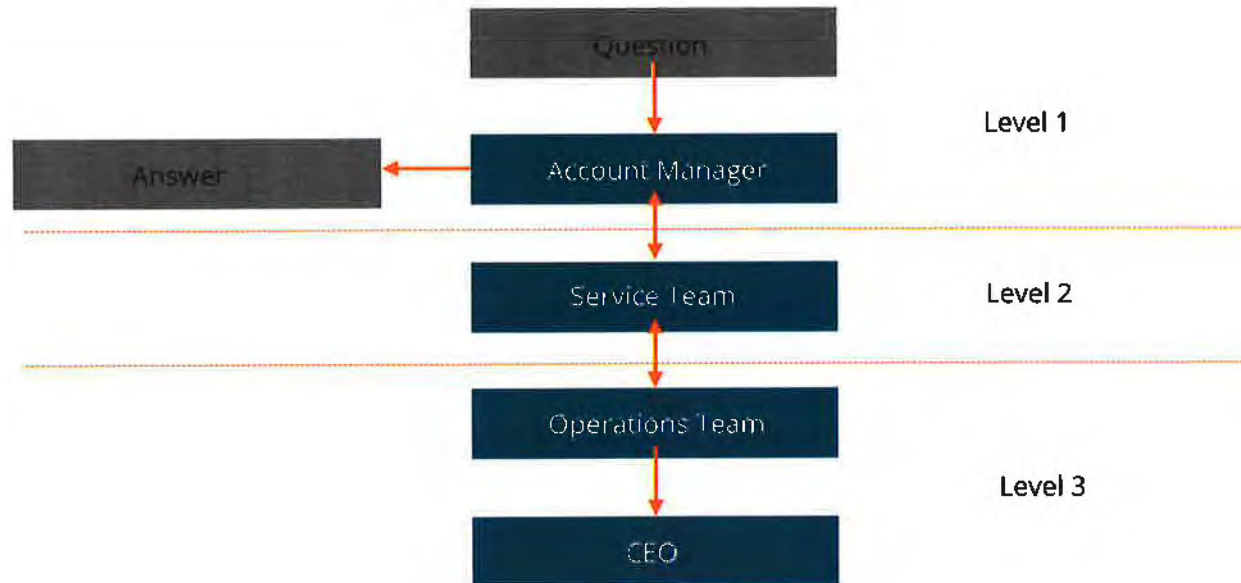 Question
Level 1
Answer
Account Manager
Service Team
Level 2
Operations Team
Level 3
CEO